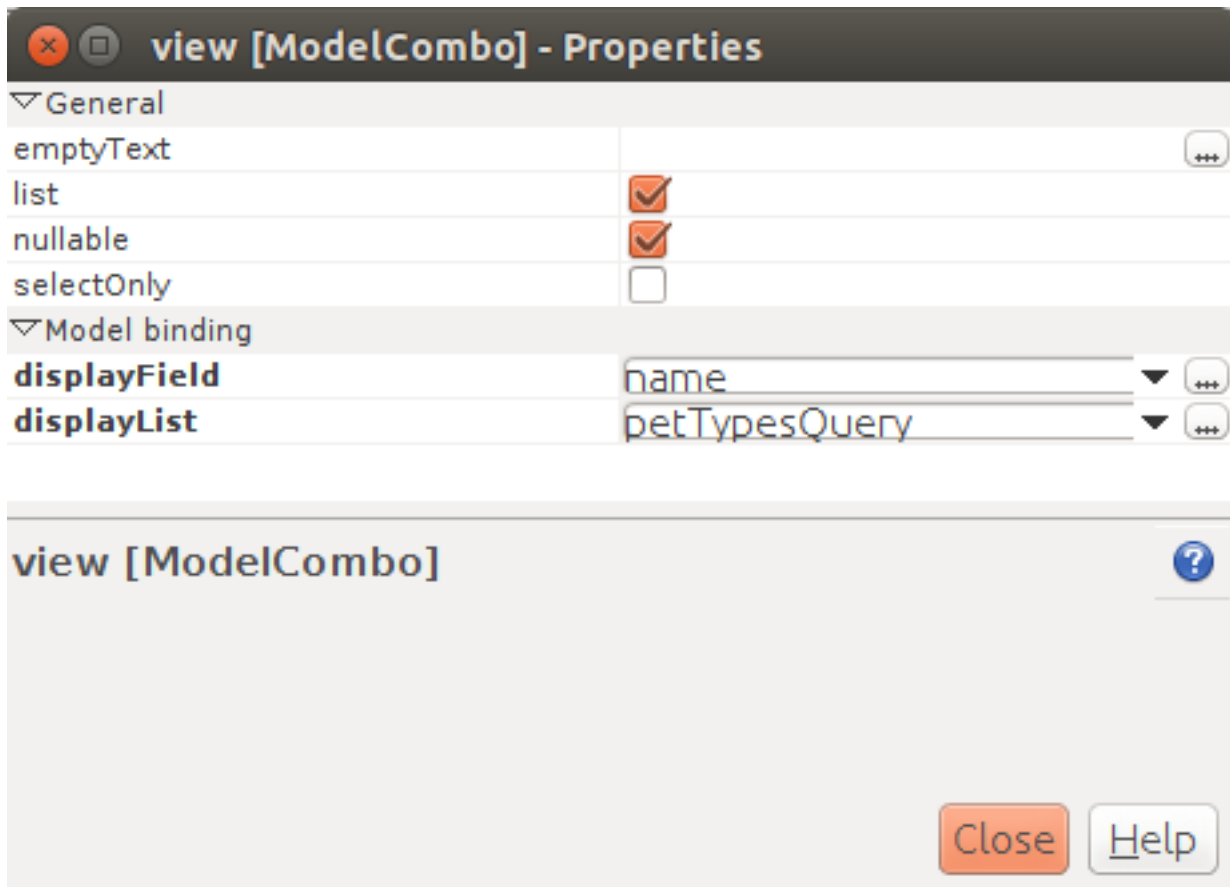 view [ModelCombo] - Properties
General
emptyText
...
list
nullable
selectOnly
Model binding
displayField name ...
displayList petTypesQuery ...
view [ModelCombo] ?
Close Help